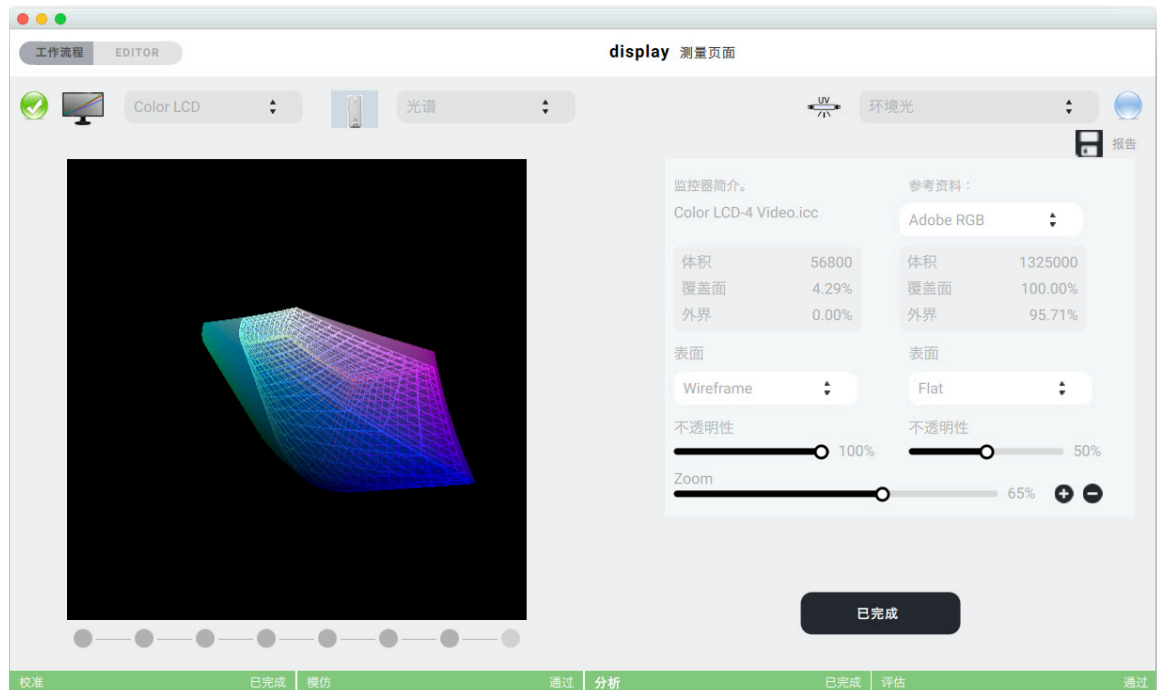 工作流程 EDITOR display 测量页面
Color LCD 光谱 UV 环境光
报告
监控器简介。 参考资料：
Color LCD-4 Video.icc Adobe RGB
体积 56800 体积 1325000
覆盖面 4.29% 覆盖面 100.00%
外界 0.00% 外界 95.71%
表面 表面
Wireframe Flat
不透明性 不透明性
100% 50%
Zoom
65%
已完成
校准 已完成 模仿 通过 分析 已完成 评估 通过